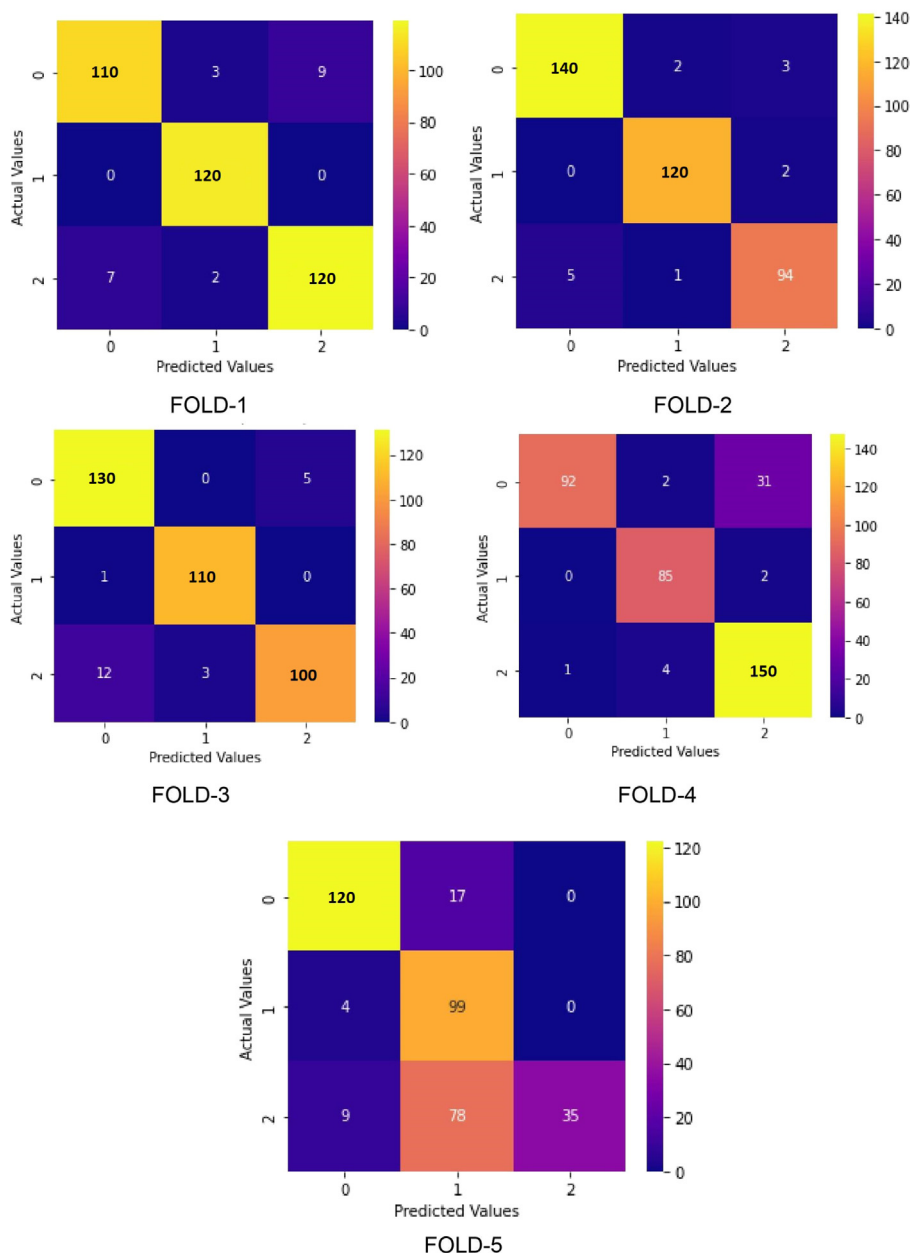 0 110 3 9
1 0 120 0
2 7 2 120
0 1 2
Actual Values
Predicted Values
100
80
60
40
20
0
FOLD-1
0 140 2 3
1 0 120 2
2 5 1 94
0 1 2
Actual Values
Predicted Values
140
120
100
80
60
40
20
0
FOLD-2
0 130 0 5
1 1 110 0
2 12 3 100
0 1 2
Actual Values
Predicted Values
120
100
80
60
40
20
0
FOLD-3
0 92 2 31
1 0 85 2
2 1 4 150
0 1 2
Actual Values
Predicted Values
140
120
100
80
60
40
20
0
FOLD-4
0 120 17 0
1 4 99 0
2 9 78 35
0 1 2
Actual Values
Predicted Values
120
100
80
60
40
20
0
FOLD-5